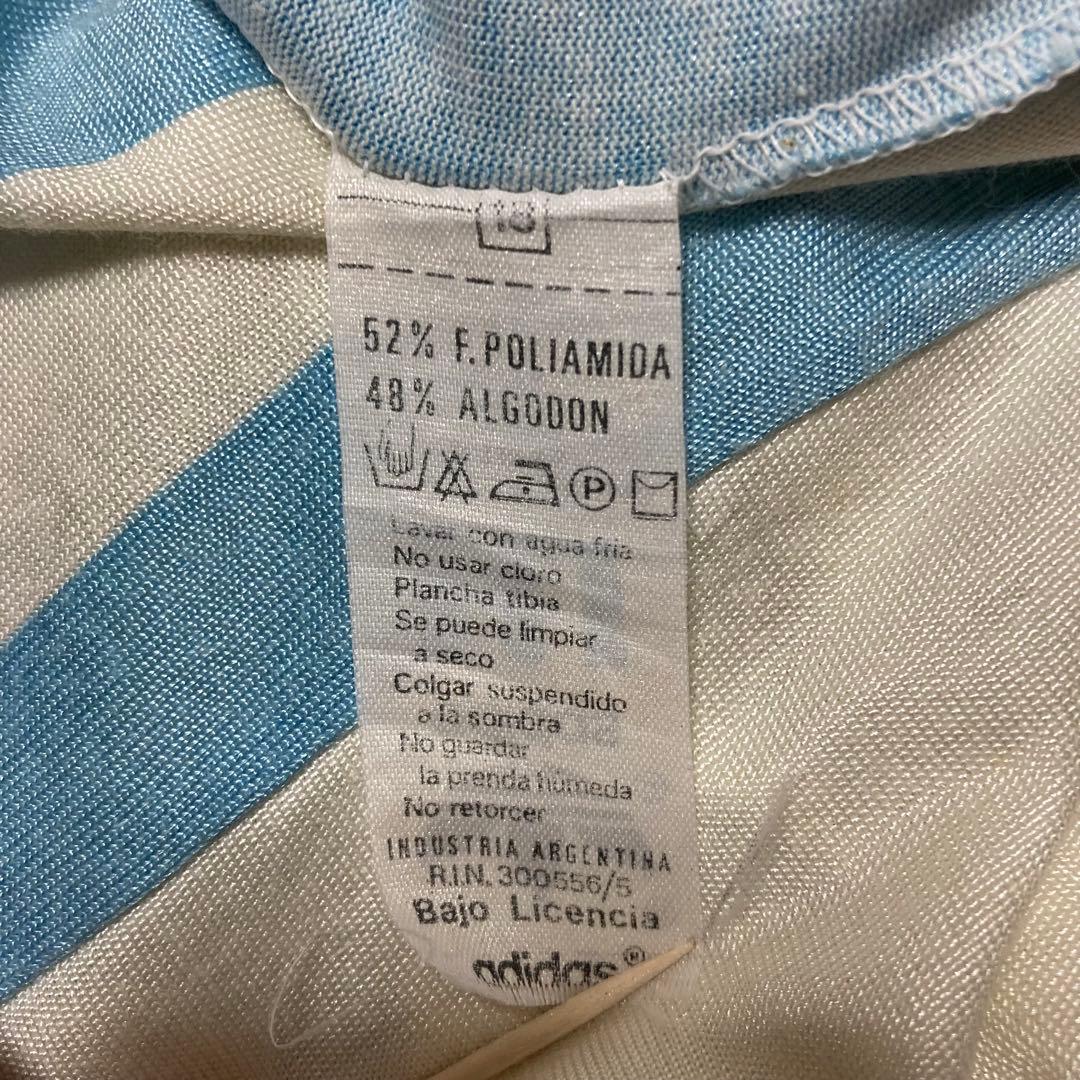 52% F.POLIAMIDA
48% ALGODON
P
Lavar con agua fria
No usar cloro
Plancha tibia
Se puede limpiar
a seco
Colgar suspendido
a la sombra
No guardar
la prenda húmeda
No retorcer
INDUSTRIA ARGENTINA
R.I.N. 300556/5
Bajo Licencia
adidas®